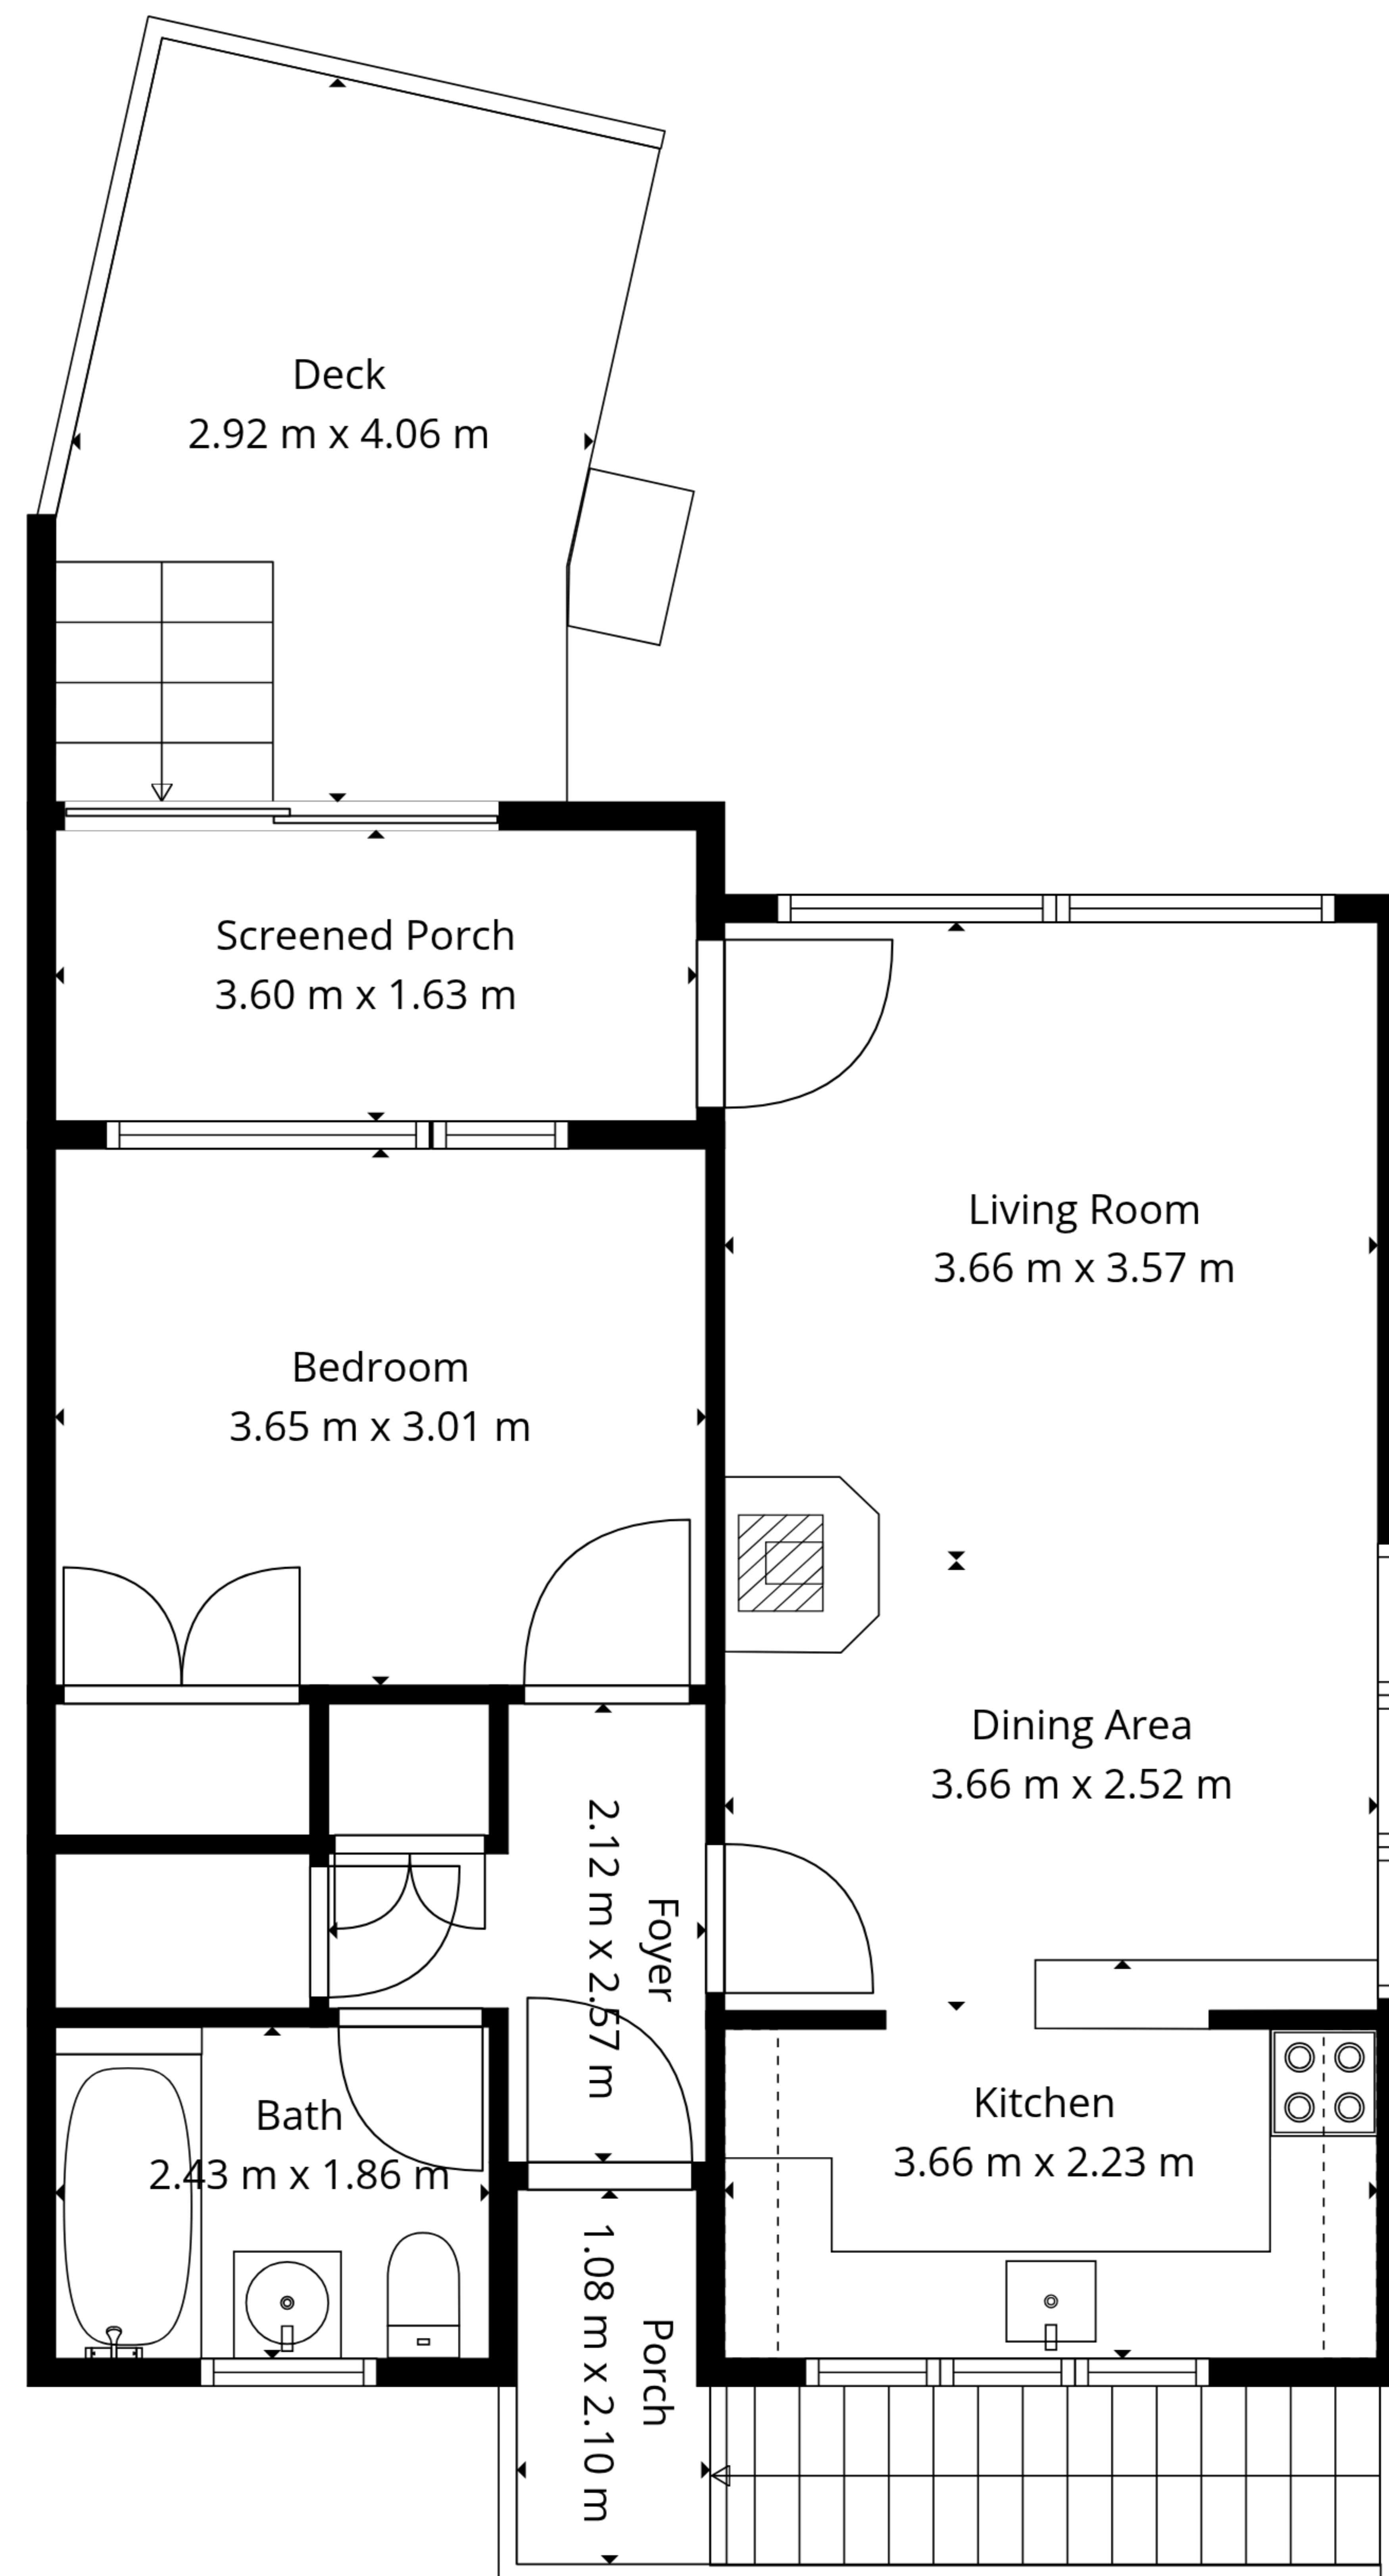 Deck
2.92 m x 4.06 m
Screened Porch
3.60 m x 1.63 m
Living Room
3.66 m x 3.57 m
Bedroom
3.65 m x 3.01 m
Dining Area
3.66 m x 2.52 m
Foyer
2.12 m x 2.57 m
Bath
2.43 m x 1.86 m
Kitchen
3.66 m x 2.23 m
Porch
1.08 m x 2.10 m